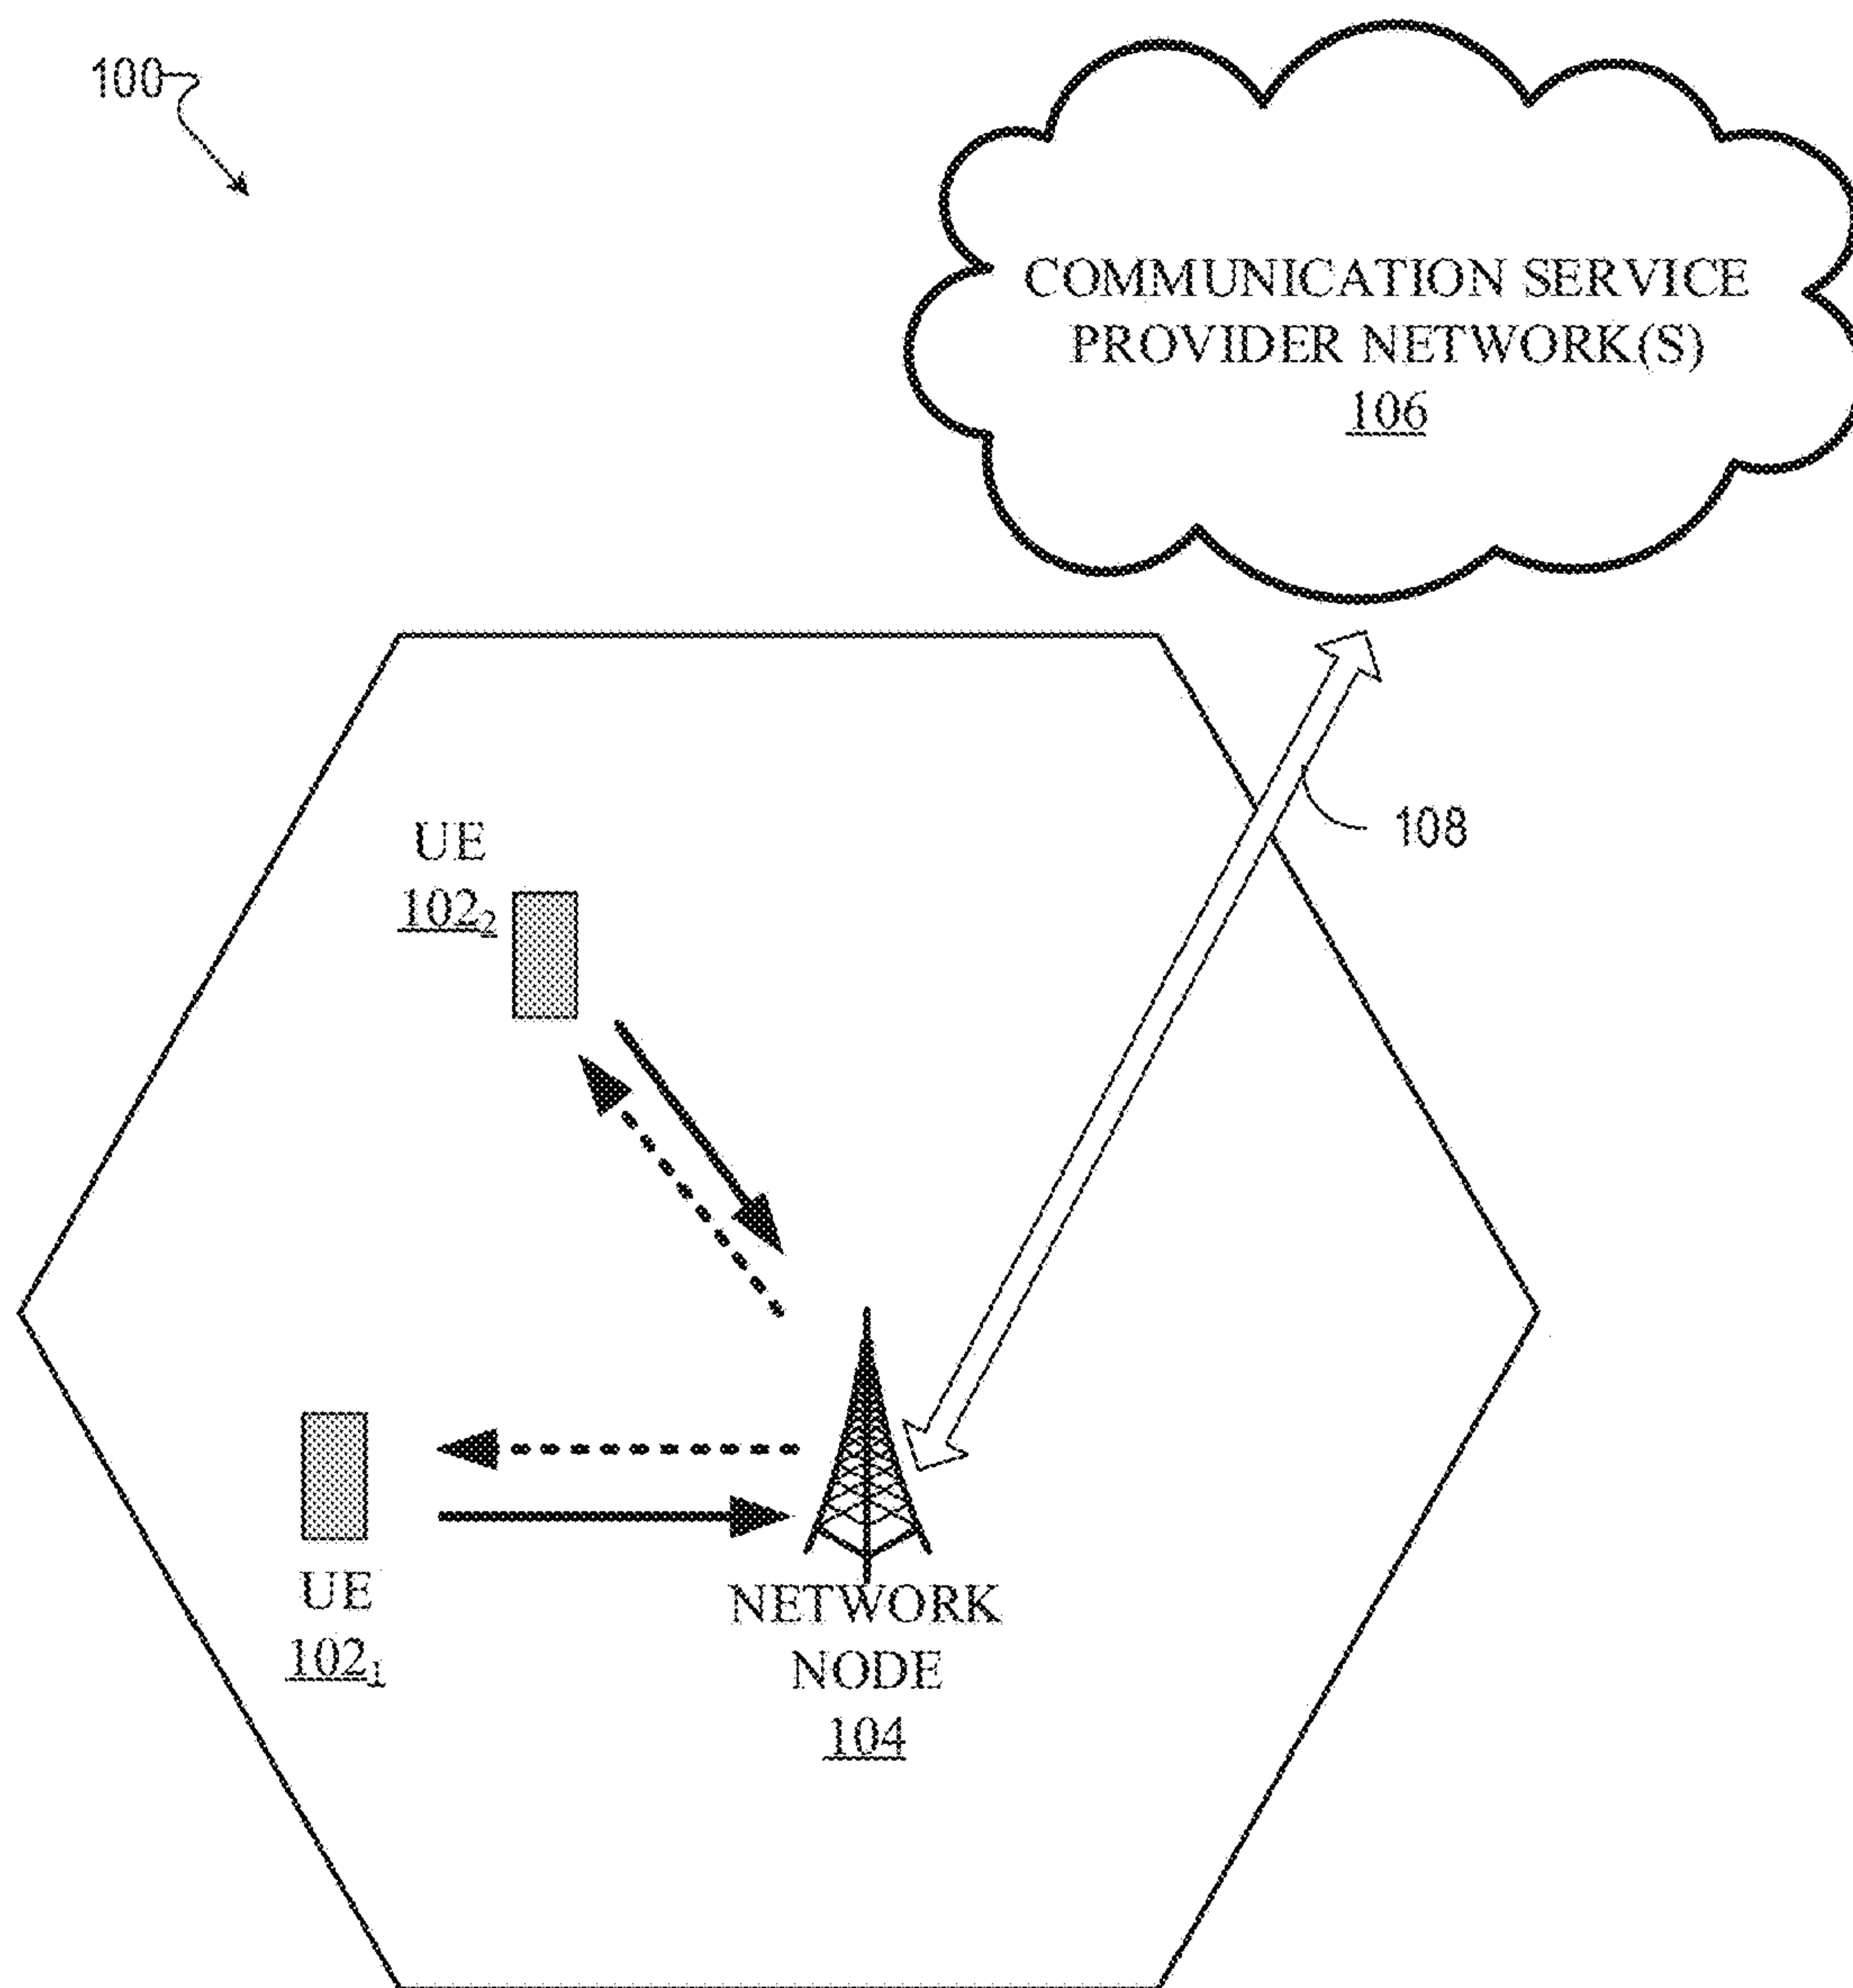 100
COMMUNICATION SERVICE
PROVIDER NETWORK(S)
106
108
UE
102₂
UE
102₁
NETWORK
NODE
104